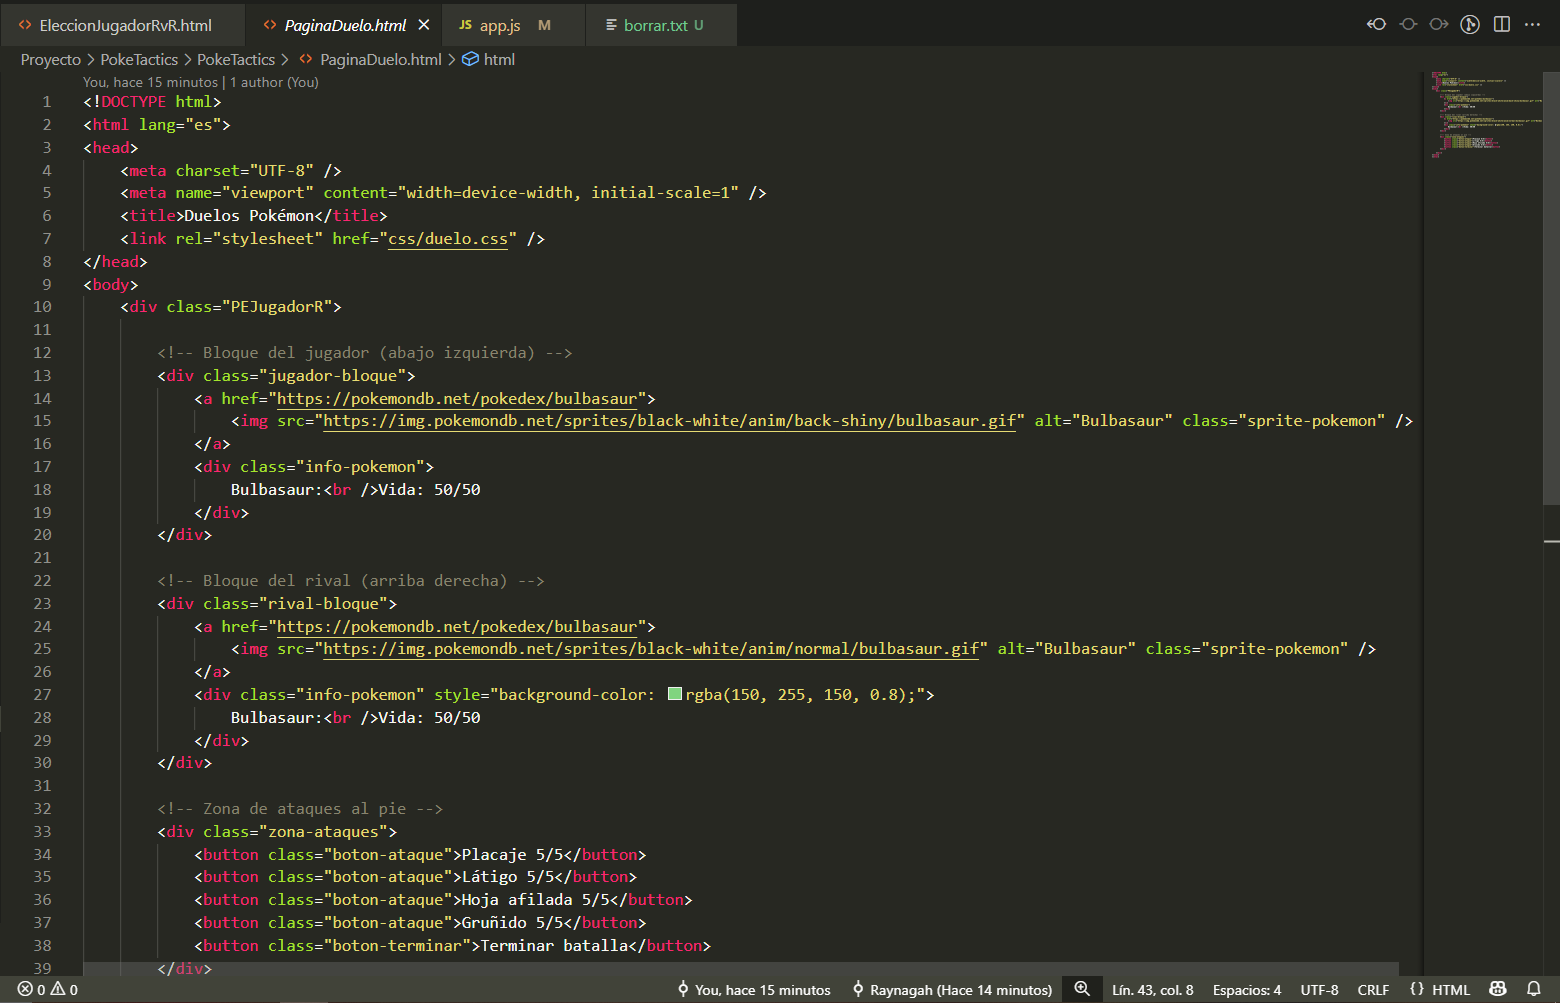 EleccionJugadorRvR.html PaginaDuelo.html JS app.js M borrar.txt U
Proyecto > PokeTactics > PokeTactics > PaginaDuelo.html > html
You, hace 15 minutos | 1 author (You)
1 <!DOCTYPE html>
2 <html lang="es">
3 <head>
4 <meta charset="UTF-8" />
5 <meta name="viewport" content="width=device-width, initial-scale=1" />
6 <title>Duelos Pokémon</title>
7 <link rel="stylesheet" href="css/duelo.css" />
8 </head>
9 <body>
10 <div class="PEJugadorR">
11
12 <!-- Bloque del jugador (abajo izquierda) -->
13 <div class="jugador-bloque">
14 <a href="https://pokemondb.net/pokedex/bulbasaur">
15 <img src="https://img.pokemondb.net/sprites/black-white/anim/back-shiny/bulbasaur.gif" alt="Bulbasaur" class="sprite-pokemon" />
16 </a>
17 <div class="info-pokemon">
18 Bulbasaur:<br />Vida: 50/50
19 </div>
20 </div>
21
22 <!-- Bloque del rival (arriba derecha) -->
23 <div class="rival-bloque">
24 <a href="https://pokemondb.net/pokedex/bulbasaur">
25 <img src="https://img.pokemondb.net/sprites/black-white/anim/normal/bulbasaur.gif" alt="Bulbasaur" class="sprite-pokemon" />
26 </a>
27 <div class="info-pokemon" style="background-color: rgba(150, 255, 150, 0.8);">
28 Bulbasaur:<br />Vida: 50/50
29 </div>
30 </div>
31
32 <!-- Zona de ataques al pie -->
33 <div class="zona-ataques">
34 <button class="boton-ataque">Placaje 5/5</button>
35 <button class="boton-ataque">Látigo 5/5</button>
36 <button class="boton-ataque">Hoja afilada 5/5</button>
37 <button class="boton-ataque">Gruñido 5/5</button>
38 <button class="boton-terminar">Terminar batalla</button>
39 </div>
0 0 You, hace 15 minutos Raynagah (Hace 14 minutos) Lín. 43, col. 8 Espacios: 4 UTF-8 CRLF {} HTML